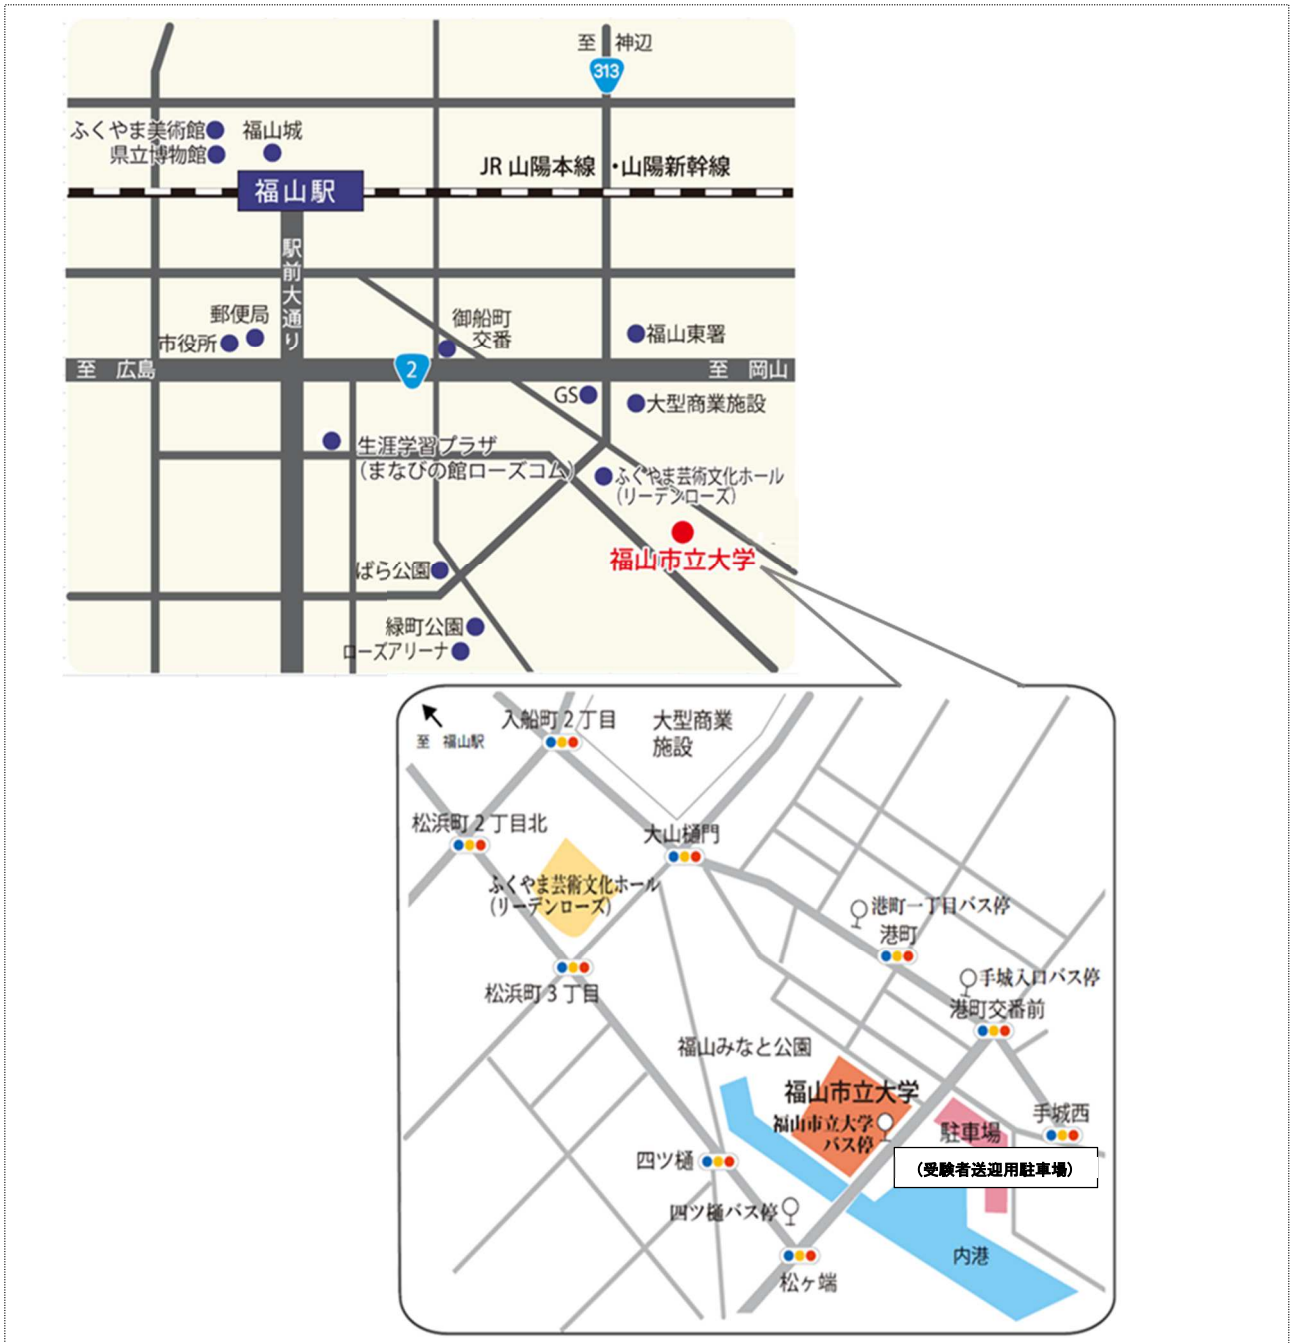 至 神辺
313
ふくやま美術館
福山城
県立博物館
JR 山陽本線 ・山陽新幹線
福山駅
駅前大通り
郵便局
市役所
御船町
交番
福山東署
至 広島
2
至 岡山
GS
大型商業施設
生涯学習プラザ
(まなびの館ローズコム)
ふくやま芸術文化ホール
(リーデンローズ)
福山市立大学
ばら公園
緑町公園
ローズアリーナ
至 福山駅
入船町 2 丁目
大型商業
施設
松浜町 2 丁目北
大山樋門
ふくやま芸術文化ホール
(リーデンローズ)
港町一丁目バス停
港町
手城入口バス停
松浜町 3 丁目
港町交番前
福山みなと公園
福山市立大学
福山市立大学
バス停
駐車場
手城西
(受験者送迎用駐車場)
四ツ樋
四ツ樋バス停
内港
松ヶ端